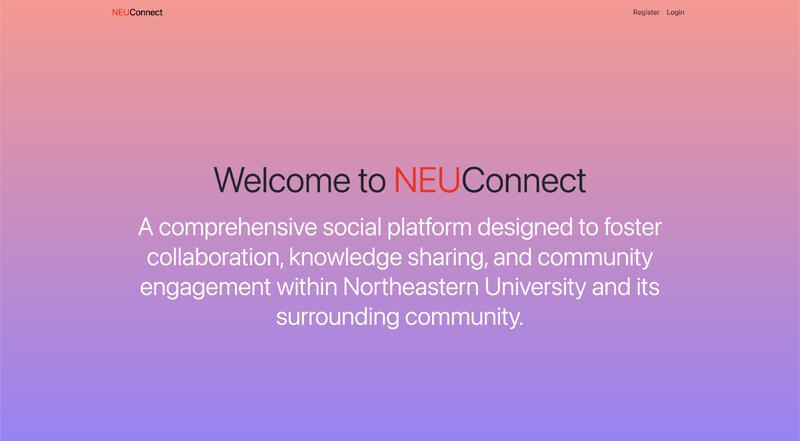 NEUConnect
Register Login
Welcome to NEUConnect
A comprehensive social platform designed to foster
collaboration, knowledge sharing, and community
engagement within Northeastern University and its
surrounding community.